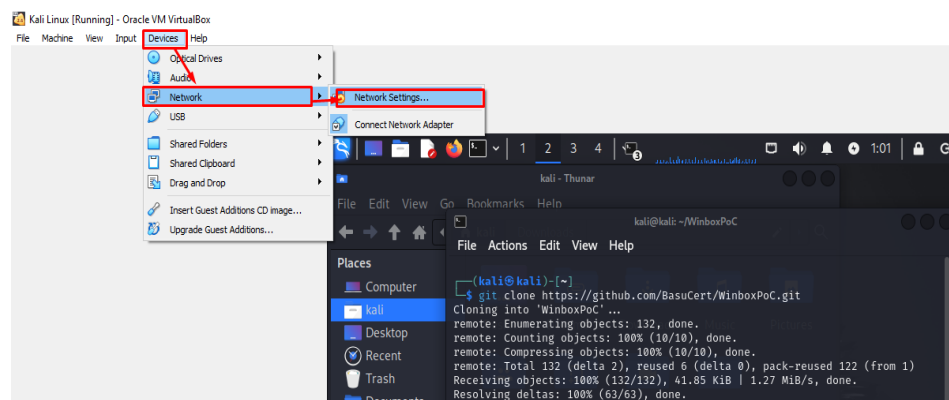 Kali Linux [Running] - Oracle VM VirtualBox
File Machine View Input Devices Help
Optical Drives
Audio
Network
USB
Shared Folders
Shared Clipboard
Drag and Drop
Insert Guest Additions CD image...
Upgrade Guest Additions...
Network Settings...
Connect Network Adapter
1 2 3 4 3 1:01
kali - Thunar
File Edit View Go Bookmarks Help
Places
Computer
kali
Desktop
Recent
Trash
Documents
kali@kali: ~/WinboxPoC
File Actions Edit View Help
(kali㉿kali)-[~]
$ git clone https://github.com/BasuCert/WinboxPoC.git
Cloning into 'WinboxPoC'...
remote: Enumerating objects: 132, done.
remote: Counting objects: 100% (10/10), done.
remote: Compressing objects: 100% (10/10), done.
remote: Total 132 (delta 2), reused 6 (delta 0), pack-reused 122 (from 1)
Receiving objects: 100% (132/132), 41.85 KiB | 1.27 MiB/s, done.
Resolving deltas: 100% (63/63), done.